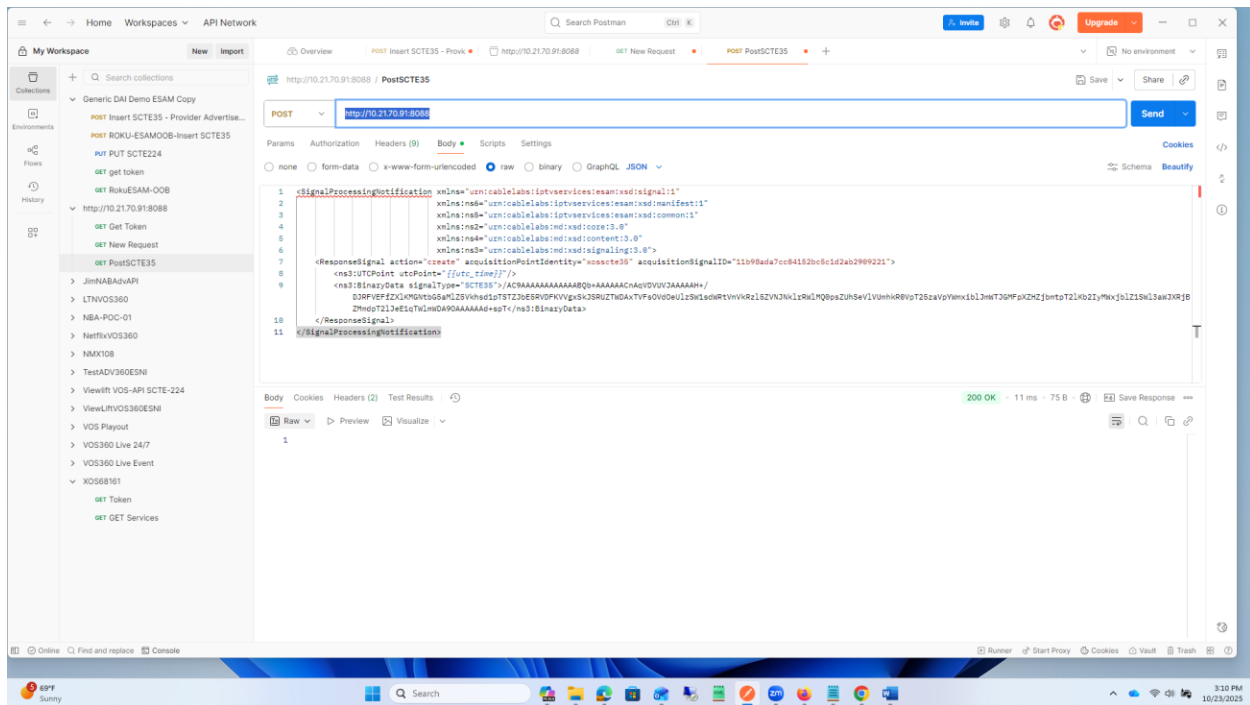 Home Workspaces API Network
Search Postman Ctrl K
Invite
Upgrade
My Workspace New Import
Overview POST Insert SCTE35 - Provik http://10.21.70.91:8088 GET New Request POST PostSCTE35 + No environment
Collections
Environments
Flows
History
Search collections
Generic DAI Demo ESAM Copy
POST Insert SCTE35 - Provider Advertise...
POST ROKU-ESAMOOB-Insert SCTE35
PUT PUT SCTE224
GET get token
GET RokuESAM-OOB
http://10.21.70.91:8088
GET Get Token
GET New Request
GET PostSCTE35
JimNABAdvAPI
LTNVOS360
NBA-POC-01
NetflixVOS360
NMX108
TestADV360ESNI
Viewlift VOS-API SCTE-224
ViewLiftVOS360ESNI
VOS Playout
VOS360 Live 24/7
VOS360 Live Event
XOS68161
GET Token
GET GET Services
http://10.21.70.91:8088 / PostSCTE35
Save Share
POST http://10.21.70.91:8088 Send
Params Authorization Headers (9) Body Scripts Settings Cookies
none form-data x-www-form-urlencoded raw binary GraphQL JSON Schema Beautify
1 <SignalProcessingNotification xmlns="urn:cablelabs:iptvservices:esam:xsd:signal:1"
2 xmlns:ns6="urn:cablelabs:iptvservices:esam:xsd:manifest:1"
3 xmlns:ns5="urn:cablelabs:iptvservices:esam:xsd:common:1"
4 xmlns:ns2="urn:cablelabs:md:xsd:core:3.0"
5 xmlns:ns4="urn:cablelabs:md:xsd:content:3.0"
6 xmlns:ns3="urn:cablelabs:md:xsd:signaling:3.0">
7 <ResponseSignal action="create" acquisitionPointIdentity="xosscte35" acquisitionSignalID="11b98ada7cc84152bc5c1d2ab2909221">
8 <ns3:UTCPoint utcPoint="{{utc_time}}"/>
9 <ns3:BinaryData signalType="SCTE35">
</ns3:BinaryData>
10 </ResponseSignal>
11 </SignalProcessingNotification>
Body Cookies Headers (2) Test Results 200 OK 11 ms 75 B Save Response
Raw Preview Visualize
1
Online Find and replace Console Runner Start Proxy Cookies Vault Trash
5
69°F
Sunny
Search
zm
3:10 PM
10/23/2025